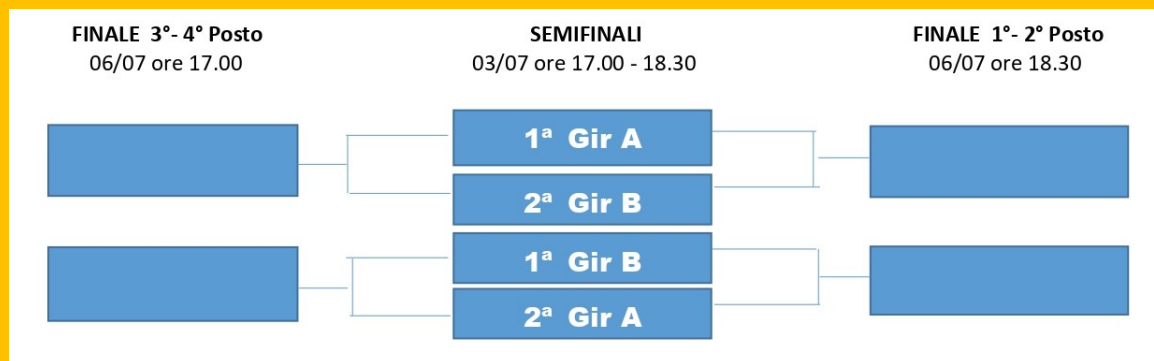 FINALE 3°- 4° Posto
06/07 ore 17.00
SEMIFINALI
03/07 ore 17.00 - 18.30
FINALE 1°- 2° Posto
06/07 ore 18.30
1ª Gir A
2ª Gir B
1ª Gir B
2ª Gir A